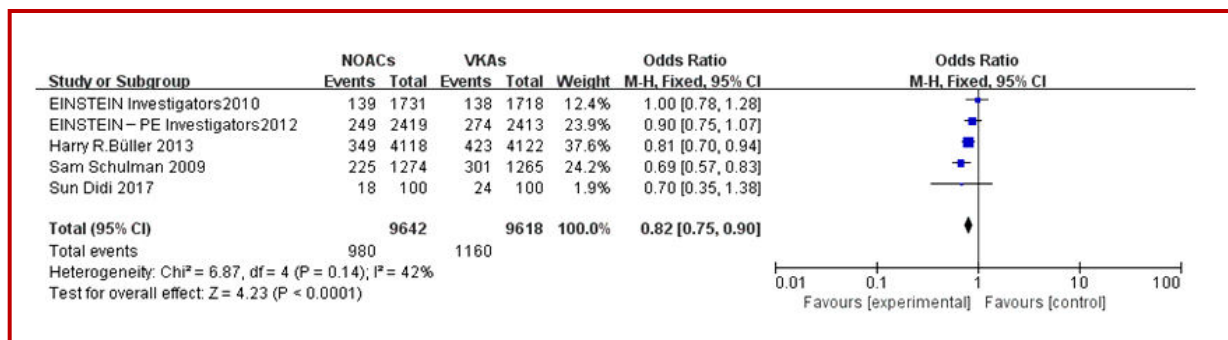 NOACs VKAs Odds Ratio Odds Ratio
Study or Subgroup Events Total Events Total Weight M-H, Fixed, 95% CI M-H, Fixed, 95% CI
EINSTEIN Investigators2010 139 1731 138 1718 12.4% 1.00 [0.78, 1.28]
EINSTEIN-PE Investigators2012 249 2419 274 2413 23.9% 0.90 [0.75, 1.07]
Harry R.Büller 2013 349 4118 423 4122 37.6% 0.81 [0.70, 0.94]
Sam Schulman 2009 225 1274 301 1265 24.2% 0.69 [0.57, 0.83]
Sun Didi 2017 18 100 24 100 1.9% 0.70 [0.35, 1.38]
Total (95% CI) 9642 9618 100.0% 0.82 [0.75, 0.90]
Total events 980 1160
Heterogeneity: Chi² = 6.87, df = 4 (P = 0.14); I² = 42%
Test for overall effect: Z = 4.23 (P < 0.0001)
0.01 0.1 1 10 100
Favours [experimental] Favours [control]